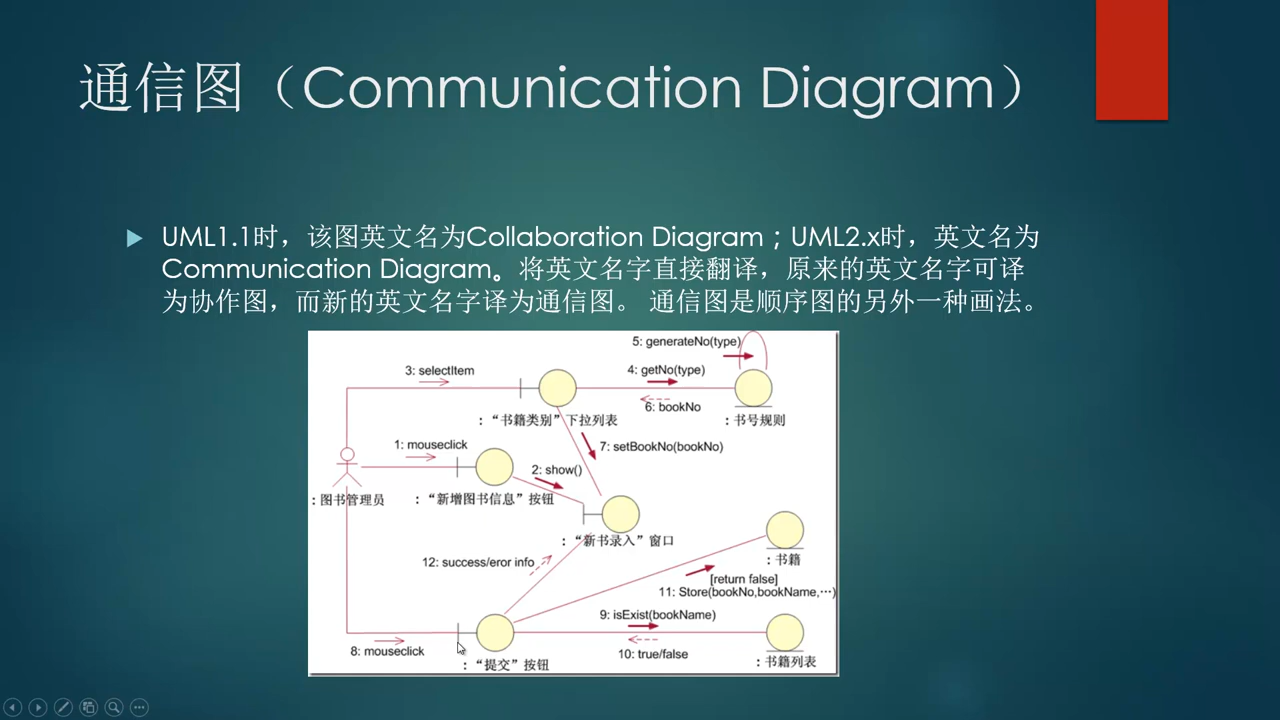 通信图（Communication Diagram）
UML1.1时，该图英文名为Collaboration Diagram；UML2.x时，英文名为
Communication Diagram。将英文名字直接翻译，原来的英文名字可译
为协作图，而新的英文名字译为通信图。 通信图是顺序图的另外一种画法。
5: generateNo(type)
3: selectItem
4: getNo(type)
6: bookNo
：“书籍类别”下拉列表
：书号规则
1: mouseclick
7: setBookNo(bookNo)
2: show()
：图书管理员
：“新增图书信息”按钮
：“新书录入”窗口
12: success/eror info
：书籍
[return false]
11: Store(bookNo,bookName,…)
9: isExist(bookName)
8: mouseclick
10: true/false
：“提交”按钮
：书籍列表